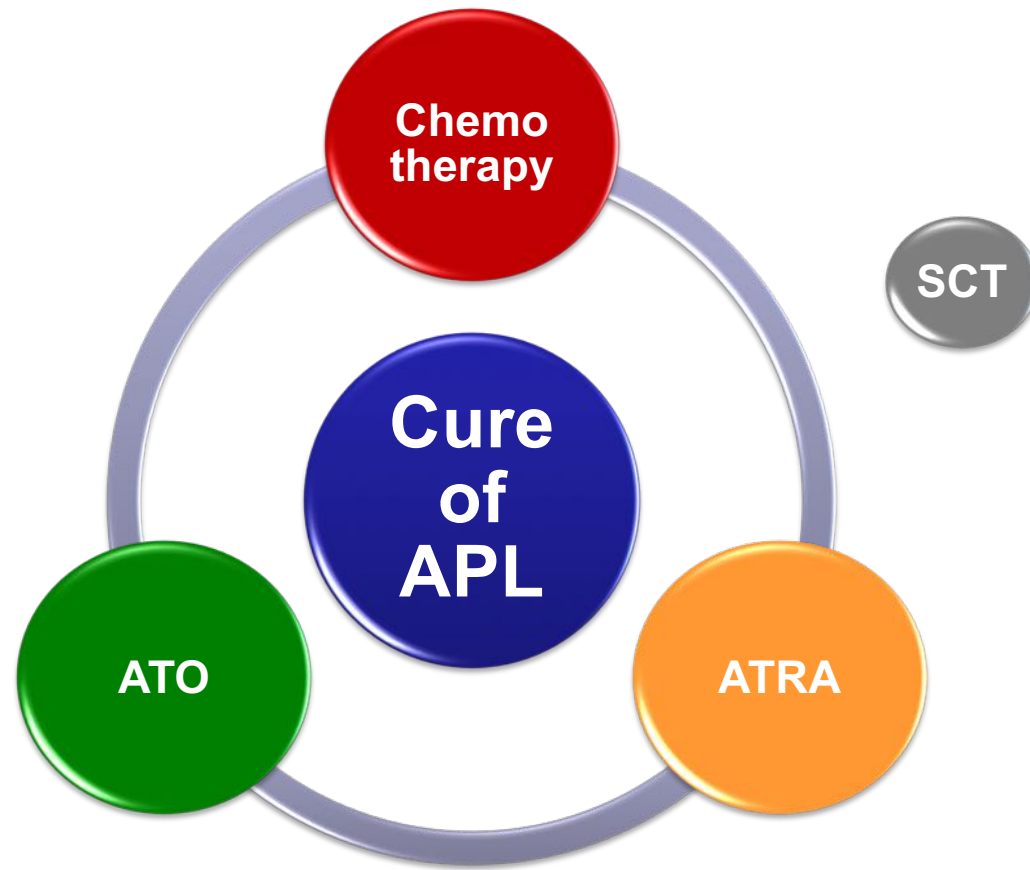 Chemo
therapy
SCT
Cure
of
APL
ATO
ATRA